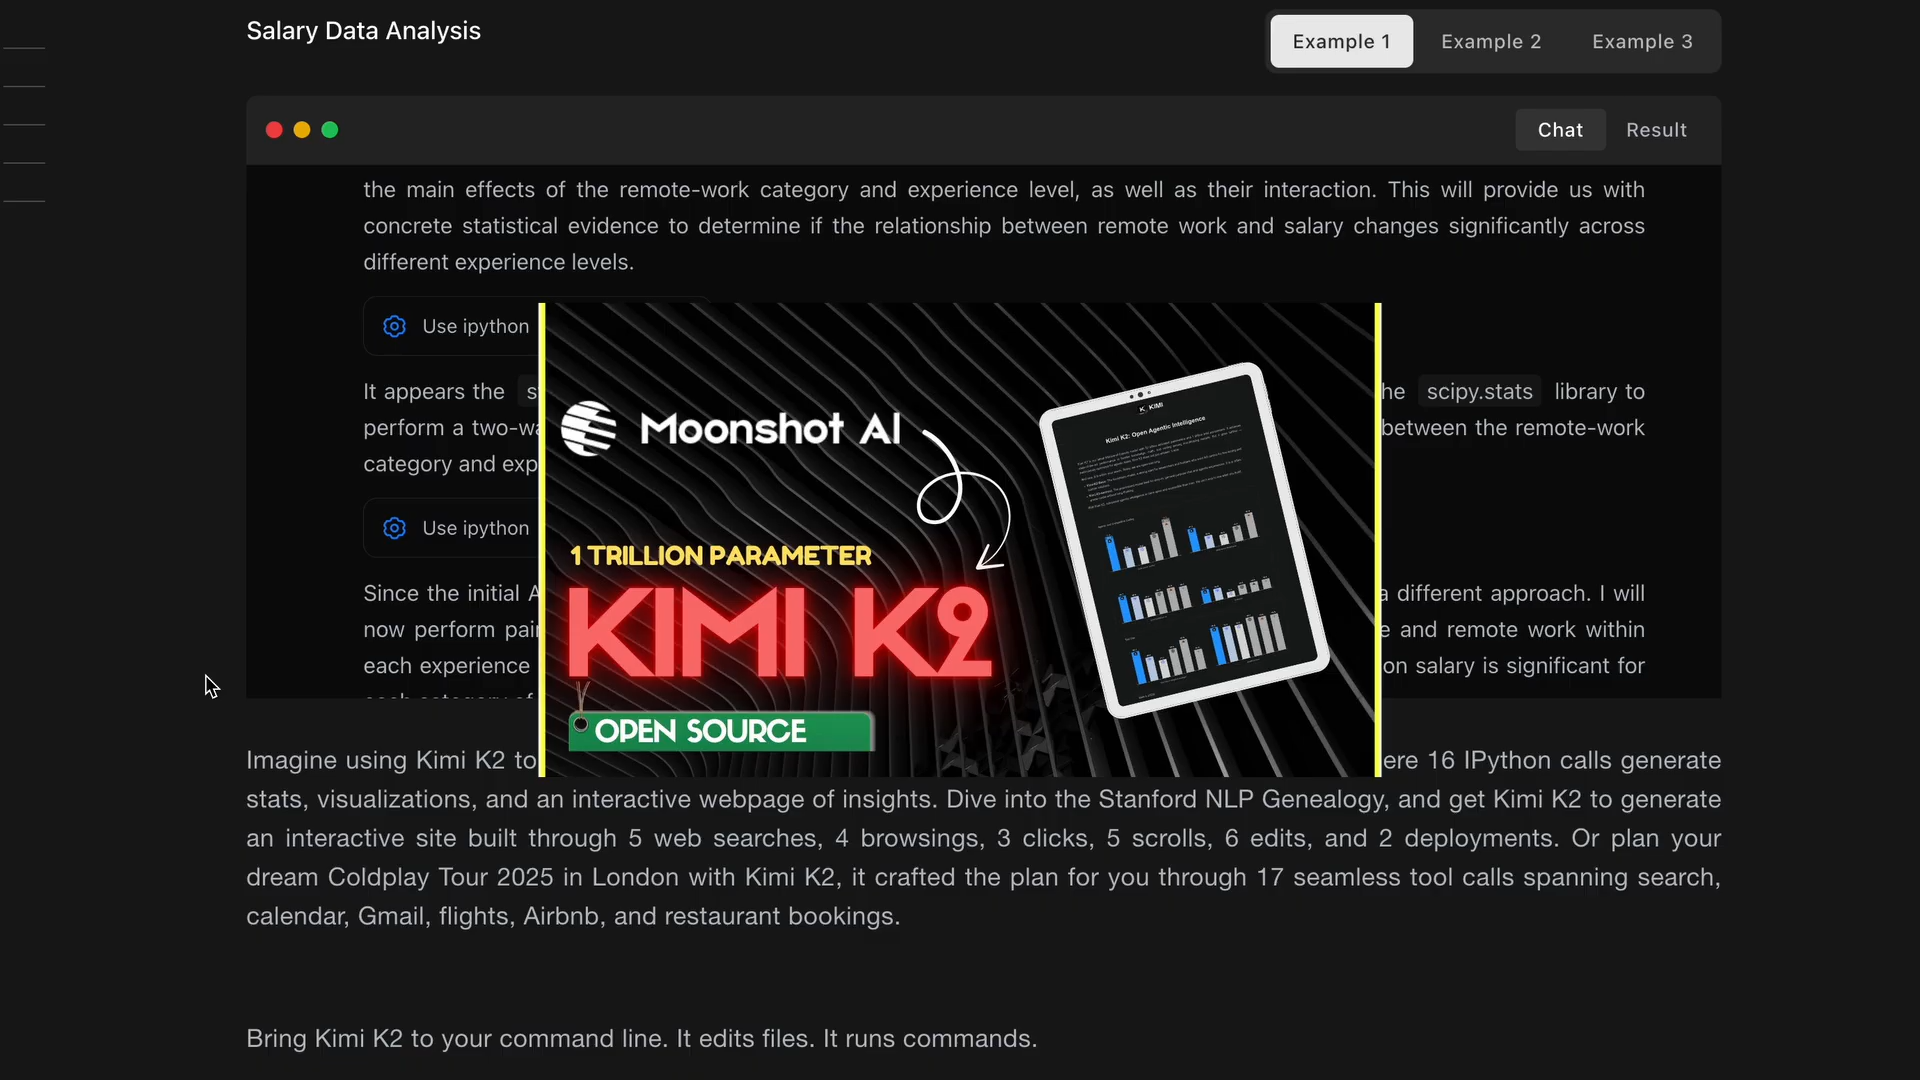 Salary Data Analysis
Example 1
Example 2
Example 3
Chat
Result
the main effects of the remote-work category and experience level, as well as their interaction. This will provide us with
concrete statistical evidence to determine if the relationship between remote work and salary changes significantly across
different experience levels.
Use ipython
It appears the
scipy.stats library to
perform a
between the remote-work
category and
Use ipython
Since the initial
different approach. I will
now perform
and remote work within
each experience
on salary is significant for
Moonshot AI
1 TRILLION PARAMETER
KIMI K2
OPEN SOURCE
KIMI
Kimi K2: Open Agentic Intelligence
Imagine using Kimi K2 to
16 IPython calls generate
stats, visualizations, and an interactive webpage of insights. Dive into the Stanford NLP Genealogy, and get Kimi K2 to generate
an interactive site built through 5 web searches, 4 browsings, 3 clicks, 5 scrolls, 6 edits, and 2 deployments. Or plan your
dream Coldplay Tour 2025 in London with Kimi K2, it crafted the plan for you through 17 seamless tool calls spanning search,
calendar, Gmail, flights, Airbnb, and restaurant bookings.
Bring Kimi K2 to your command line. It edits files. It runs commands.